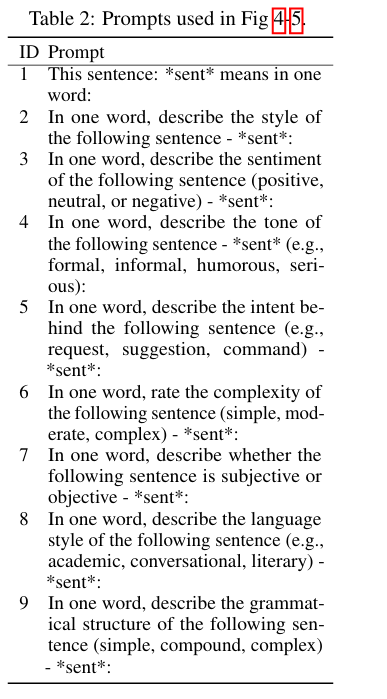 Table 2: Prompts used in Fig 4-5.
ID Prompt
1 This sentence: *sent* means in one
word:
2 In one word, describe the style of
the following sentence - *sent*:
3 In one word, describe the sentiment
of the following sentence (positive,
neutral, or negative) - *sent*:
4 In one word, describe the tone of
the following sentence - *sent* (e.g.,
formal, informal, humorous, seri-
ous):
5 In one word, describe the intent be-
hind the following sentence (e.g.,
request, suggestion, command) -
*sent*:
6 In one word, rate the complexity of
the following sentence (simple, mod-
erate, complex) - *sent*:
7 In one word, describe whether the
following sentence is subjective or
objective - *sent*:
8 In one word, describe the language
style of the following sentence (e.g.,
academic, conversational, literary) -
*sent*:
9 In one word, describe the grammat-
ical structure of the following sen-
tence (simple, compound, complex)
- *sent*: